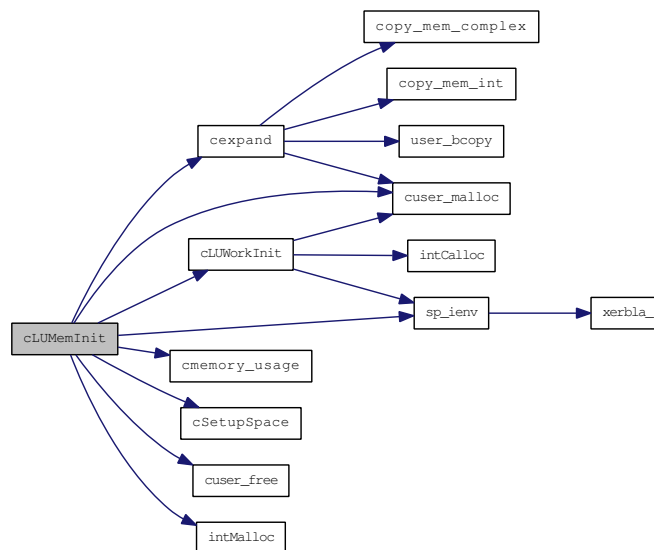 copy_mem_complex
copy_mem_int
cexpand
user_bcopy
cuser_malloc
cLUWorkInit
intCalloc
sp_ienv
xerbla_
cLUMemInit
cmemory_usage
cSetupSpace
cuser_free
intMalloc